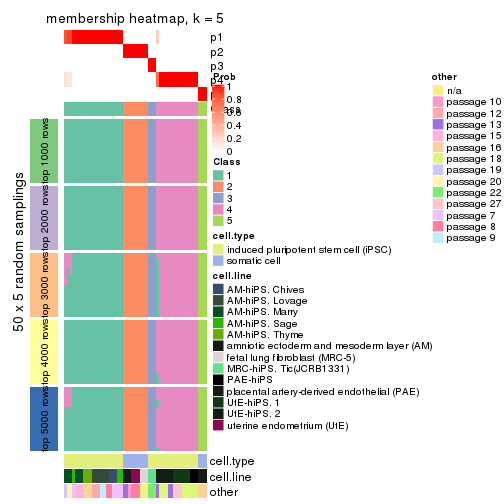 membership heatmap, k = 5
p1
p2
p3
p4
Prob
1
0.8
0.6
0.4
0.2
0
Class
1
2
3
4
5
cell.type
induced pluripotent stem cell (iPSC)
somatic cell
cell.line
AM-hiPS. Chives
AM-hiPS. Lovage
AM-hiPS. Marry
AM-hiPS. Sage
AM-hiPS. Thyme
amniotic ectoderm and mesoderm layer (AM)
fetal lung fibroblast (MRC-5)
MRC-hiPS. Tic(JCRB1331)
PAE-hiPS
placental artery-derived endothelial (PAE)
UtE-hiPS. 1
UtE-hiPS. 2
uterine endometrium (UtE)
other
n/a
passage 10
passage 12
passage 13
passage 15
passage 16
passage 18
passage 19
passage 20
passage 22
passage 27
passage 7
passage 8
passage 9
50 x 5 random samplings
top 1000 rows
top 2000 rows
top 3000 rows
top 4000 rows
top 5000 rows
cell.type
cell.line
other